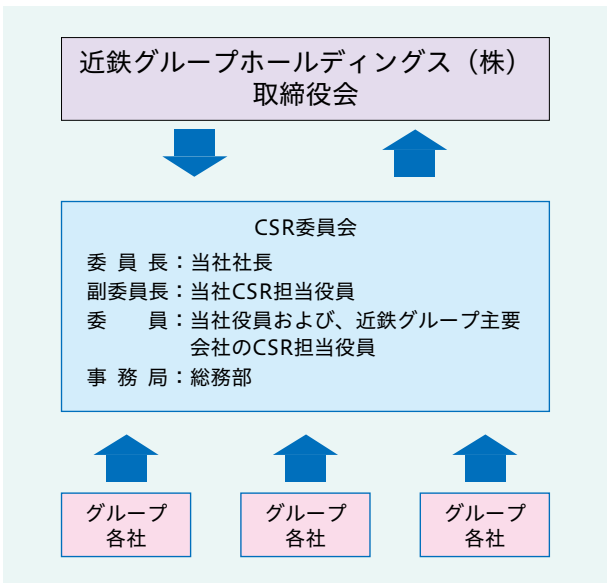 近鉄グループホールディングス（株）
取締役会
CSR委員会
委 員 長：当社社長
副委員長：当社CSR担当役員
委　　員：当社役員および、近鉄グループ主要
会社のCSR担当役員
事 務 局：総務部
グループ
各社
グループ
各社
グループ
各社